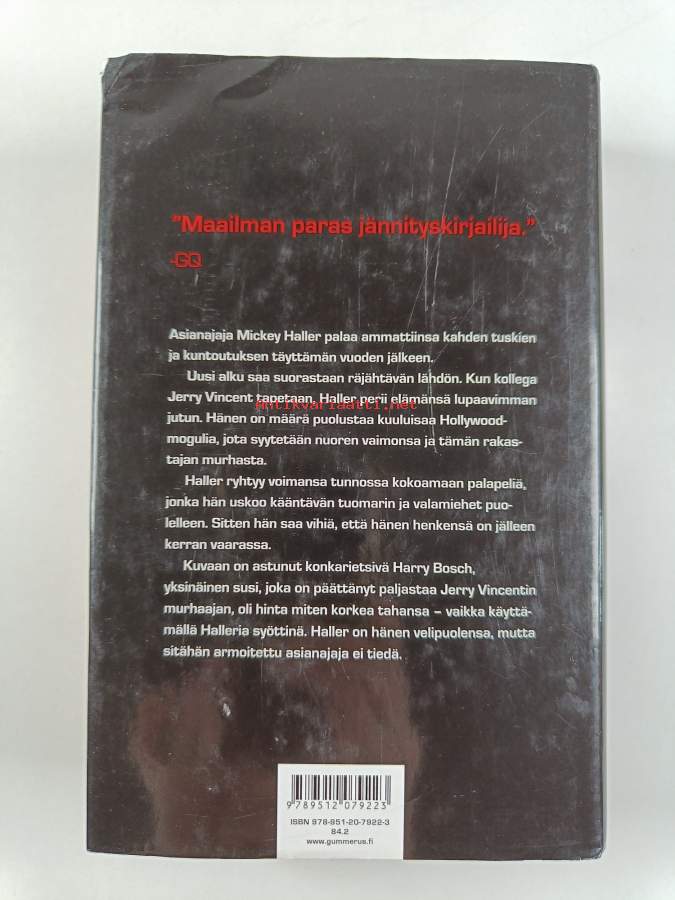 "Maailman paras jännityskirjailija."
-GQ
Asianajaja Mickey Haller palaa ammattiinsa kahden tuskien
ja kuntoutuksen täyttämän vuoden jälkeen.
Uusi alku saa suorastaan räjähtävän lähdön. Kun kollega
Jerry Vincent tapetaan, Haller perii elämänsä lupaavimman
antikvariaatti.net
jutun. Hänen on määrä puolustaa kuuluisaa Hollywood-
mogulia, jota syytetään nuoren vaimonsa ja tämän rakas-
tajan murhasta.
Haller ryhtyy voimansa tunnossa kokoamaan palapeliä,
jonka hän uskoo kääntävän tuomarin ja valamiehet puo-
lelleen. Sitten hän saa vihiä, että hänen henkensä on jälleen
kerran vaarassa.
Kuvaan on astunut konkarietsivä Harry Bosch,
yksinäinen susi, joka on päättänyt paljastaa Jerry Vincentin
murhaajan, oli hinta miten korkea tahansa – vaikka käyttä-
mällä Halleria syöttinä. Haller on hänen velipuolensa, mutta
sitähän armoitettu asianajaja ei tiedä.
9 789512 079223
ISBN 978-951-20-7922-3
84.2
www.gummerus.fi